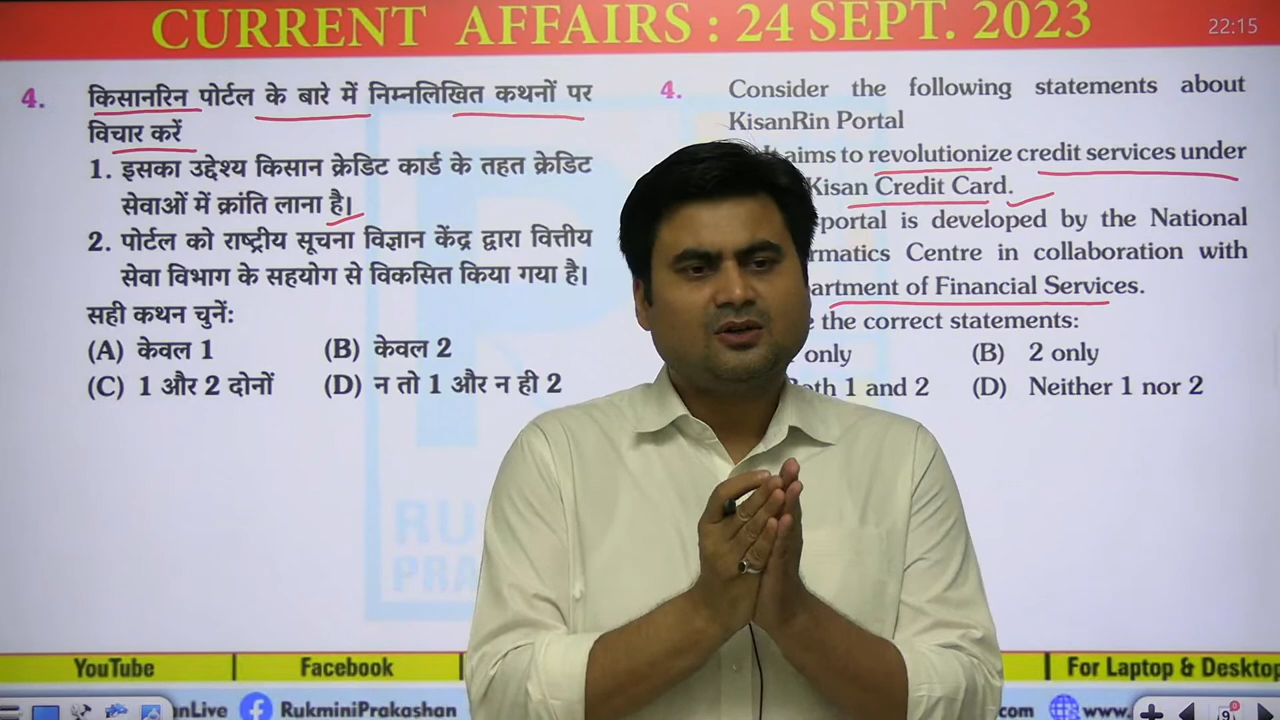 CURRENT AFFAIRS : 24 SEPT. 2023
22:15
4. किसानरिन पोर्टल के बारे में निम्नलिखित कथनों पर
विचार करें
1. इसका उद्देश्य किसान क्रेडिट कार्ड के तहत क्रेडिट
सेवाओं में क्रांति लाना है।
2. पोर्टल को राष्ट्रीय सूचना विज्ञान केंद्र द्वारा वित्तीय
सेवा विभाग के सहयोग से विकसित किया गया है।
सही कथन चुनें:
(A) केवल 1 (B) केवल 2
(C) 1 और 2 दोनों (D) न तो 1 और न ही 2
4. Consider the following statements about
KisanRin Portal
aims to revolutionize credit services under
Kisan Credit Card.
portal is developed by the National
Centre in collaboration with
of Financial Services.
the correct statements:
only (B) 2 only
1 and 2 (D) Neither 1 nor 2
YouTube Facebook For Laptop &
f RukminiPrakashan
www.